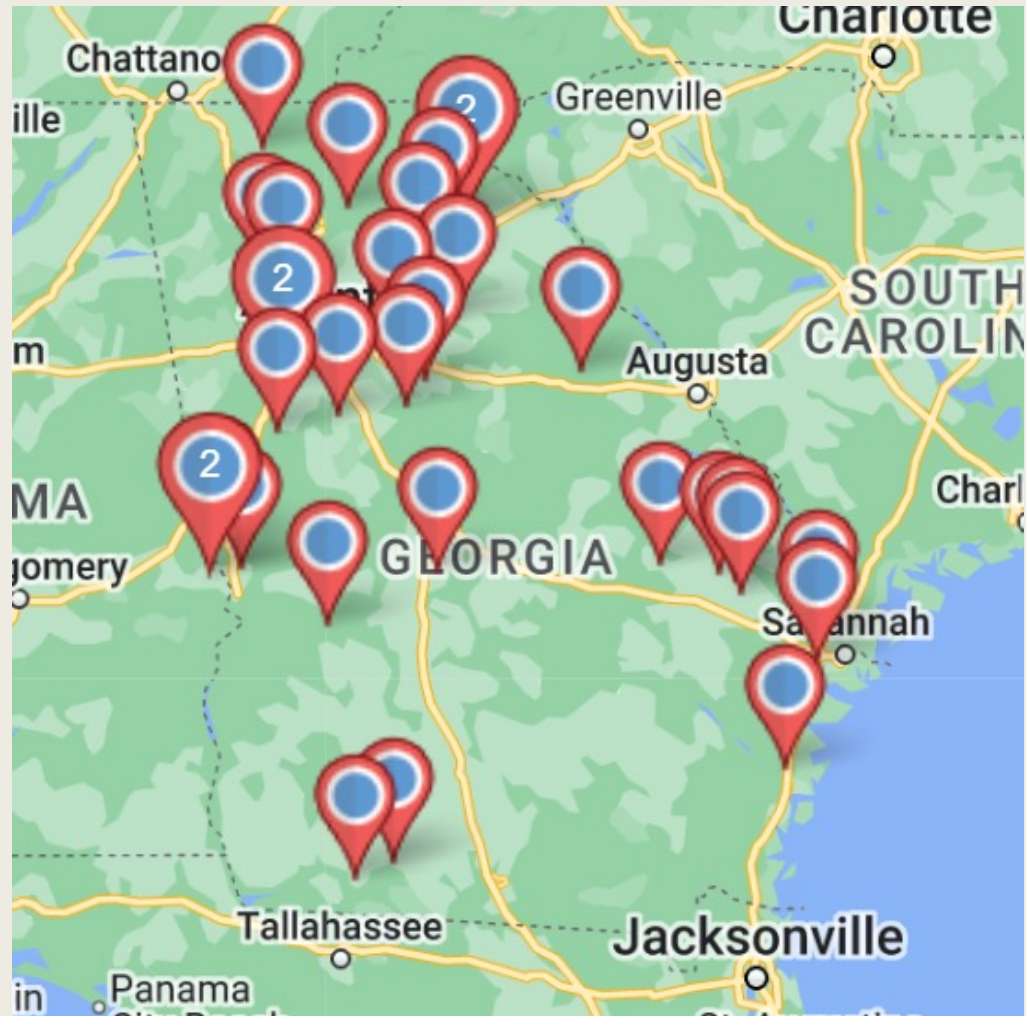 Charlotte
Chattano
2
Greenville
ille
2
nt
SOUTH
CAROLIN
m
Augusta
2
MA
Charl
GEORGIA
gomery
Savannah
Tallahassee
Jacksonville
in
Panama